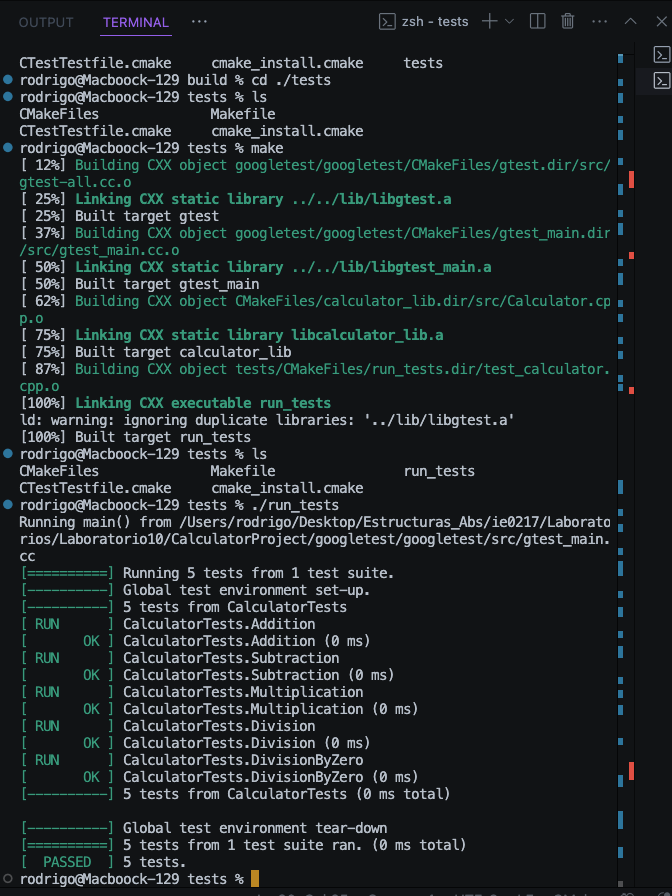 OUTPUT TERMINAL ··· zsh - tests
CTestTestfile.cmake cmake_install.cmake tests
rodrigo@Macboock-129 build % cd ./tests
rodrigo@Macboock-129 tests % ls
CMakeFiles Makefile
CTestTestfile.cmake cmake_install.cmake
rodrigo@Macboock-129 tests % make
[ 12%] Building CXX object googletest/googletest/CMakeFiles/gtest.dir/src/
gtest-all.cc.o
[ 25%] Linking CXX static library ../../lib/libgtest.a
[ 25%] Built target gtest
[ 37%] Building CXX object googletest/googletest/CMakeFiles/gtest_main.dir
/src/gtest_main.cc.o
[ 50%] Linking CXX static library ../../lib/libgtest_main.a
[ 50%] Built target gtest_main
[ 62%] Building CXX object CMakeFiles/calculator_lib.dir/src/Calculator.cp
p.o
[ 75%] Linking CXX static library libcalculator_lib.a
[ 75%] Built target calculator_lib
[ 87%] Building CXX object tests/CMakeFiles/run_tests.dir/test_calculator.
cpp.o
[100%] Linking CXX executable run_tests
ld: warning: ignoring duplicate libraries: '../lib/libgtest.a'
[100%] Built target run_tests
rodrigo@Macboock-129 tests % ls
CMakeFiles Makefile run_tests
CTestTestfile.cmake cmake_install.cmake
rodrigo@Macboock-129 tests % ./run_tests
Running main() from /Users/rodrigo/Desktop/Estructuras_Abs/ie0217/Laborato
rios/Laboratorio10/CalculatorProject/googletest/googletest/src/gtest_main.
cc
[==========] Running 5 tests from 1 test suite.
[----------] Global test environment set-up.
[----------] 5 tests from CalculatorTests
[ RUN      ] CalculatorTests.Addition
[       OK ] CalculatorTests.Addition (0 ms)
[ RUN      ] CalculatorTests.Subtraction
[       OK ] CalculatorTests.Subtraction (0 ms)
[ RUN      ] CalculatorTests.Multiplication
[       OK ] CalculatorTests.Multiplication (0 ms)
[ RUN      ] CalculatorTests.Division
[       OK ] CalculatorTests.Division (0 ms)
[ RUN      ] CalculatorTests.DivisionByZero
[       OK ] CalculatorTests.DivisionByZero (0 ms)
[----------] 5 tests from CalculatorTests (0 ms total)
[----------] Global test environment tear-down
[==========] 5 tests from 1 test suite ran. (0 ms total)
[  PASSED  ] 5 tests.
rodrigo@Macboock-129 tests %